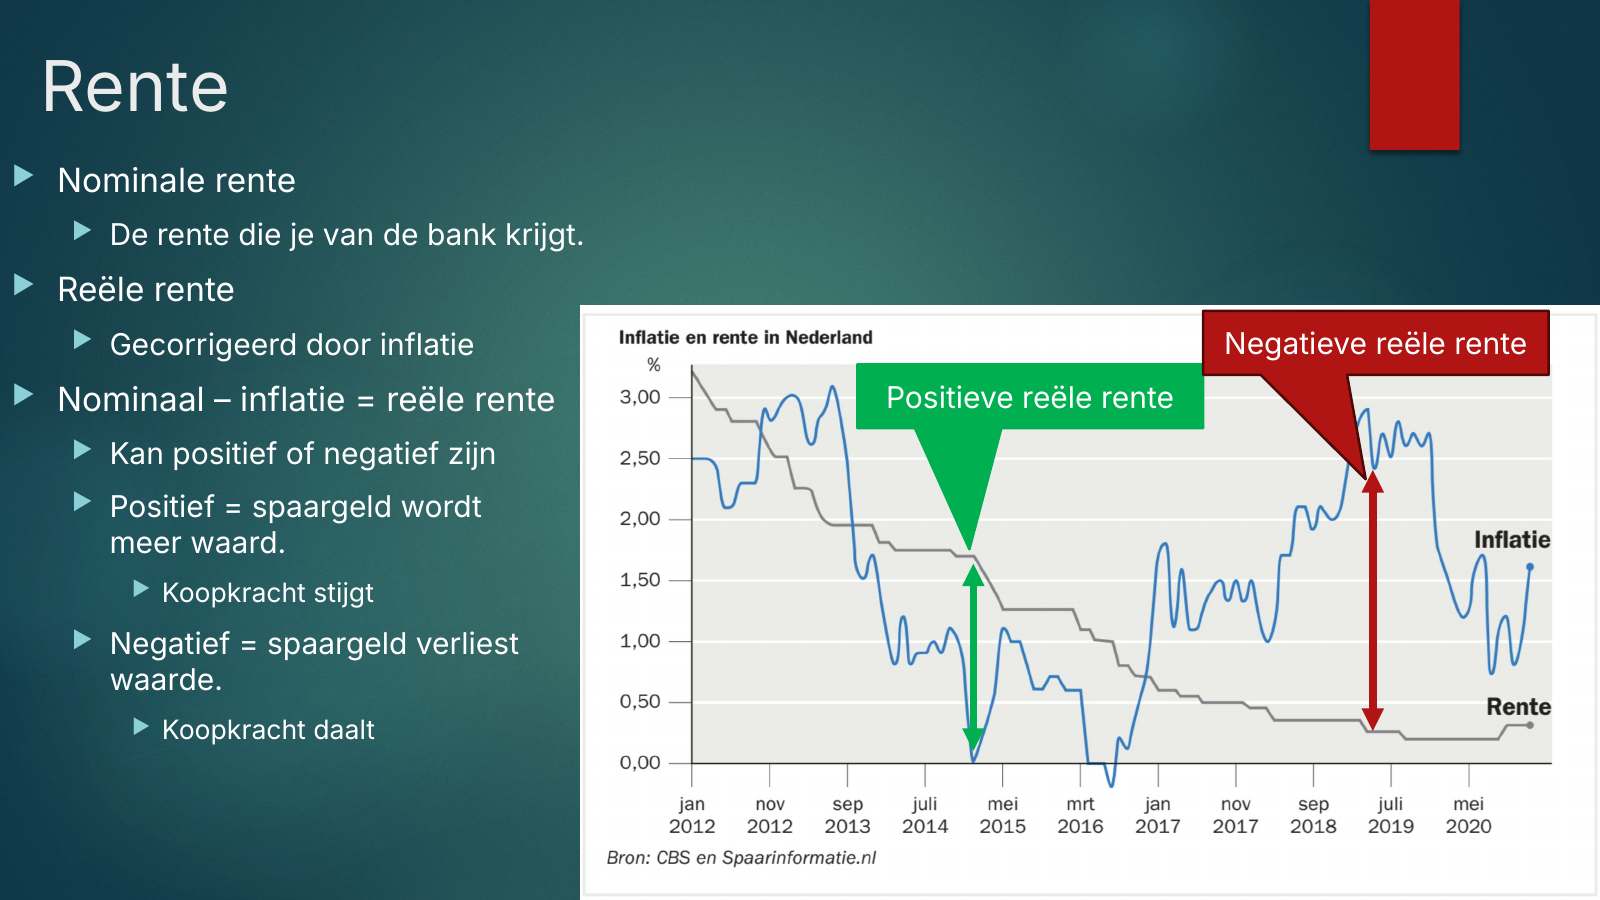 Rente
Nominale rente
De rente die je van de bank krijgt.
Reële rente
Gecorrigeerd door inflatie
Nominaal – inflatie = reële rente
Kan positief of negatief zijn
Positief = spaargeld wordt
meer waard.
Koopkracht stijgt
Negatief = spaargeld verliest
waarde.
Koopkracht daalt
Inflatie en rente in Nederland
%
Positieve reële rente
Negatieve reële rente
3,00
2,50
2,00
1,50
1,00
0,50
0,00
Inflatie
Rente
jan nov sep juli mei mrt jan nov sep juli mei
2012 2012 2013 2014 2015 2016 2017 2017 2018 2019 2020
Bron: CBS en Spaarinformatie.nl